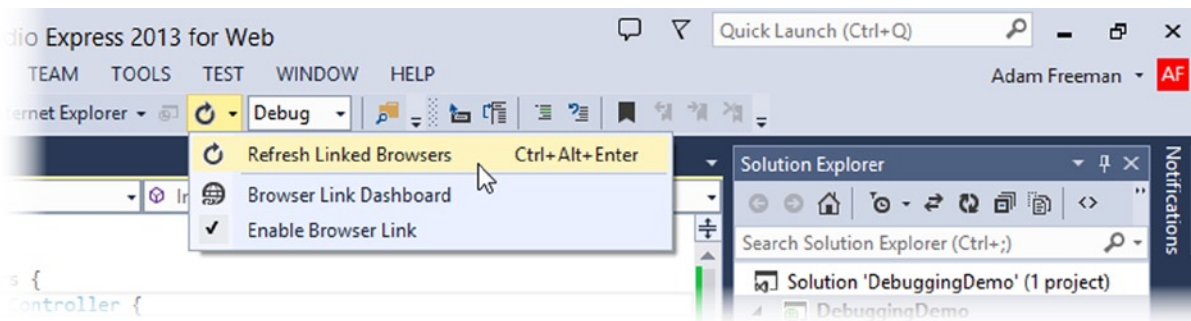 dio Express 2013 for Web
Quick Launch (Ctrl+Q)
TEAM TOOLS TEST WINDOW HELP
Adam Freeman AF
ternet Explorer Debug
Refresh Linked Browsers Ctrl+Alt+Enter
Browser Link Dashboard
Enable Browser Link
Solution Explorer
Notifications
Search Solution Explorer (Ctrl+;)
Solution 'DebuggingDemo' (1 project)
DebuggingDemo
s {
Controller {